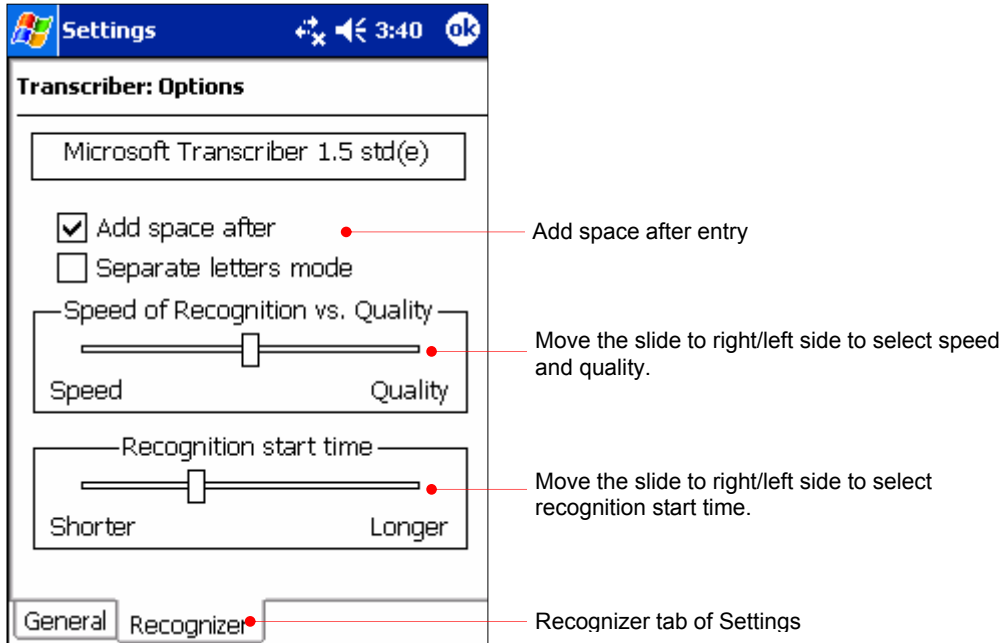 Settings 3:40 ok
Transcriber: Options
Microsoft Transcriber 1.5 std(e)
Add space after
Add space after entry
Separate letters mode
Speed of Recognition vs. Quality
Move the slide to right/left side to select speed
and quality.
Speed Quality
Recognition start time
Move the slide to right/left side to select
recognition start time.
Shorter Longer
General Recognizer
Recognizer tab of Settings